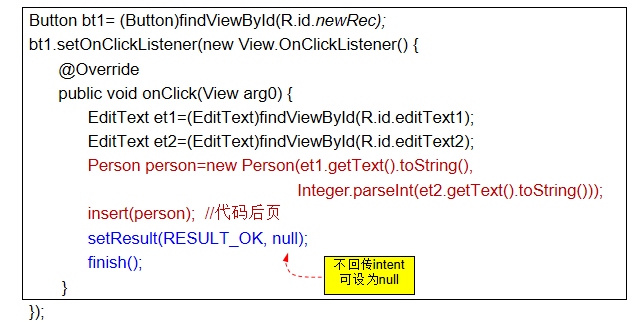 Button bt1= (Button)findViewById(R.id.newRec);
bt1.setOnClickListener(new View.OnClickListener() {
@Override
public void onClick(View arg0) {
EditText et1=(EditText)findViewById(R.id.editText1);
EditText et2=(EditText)findViewById(R.id.editText2);
Person person=new Person(et1.getText().toString(),
Integer.parseInt(et2.getText().toString()));
insert(person); //代码后页
setResult(RESULT_OK, null);
finish();
不回传intent
可设为null
}
});